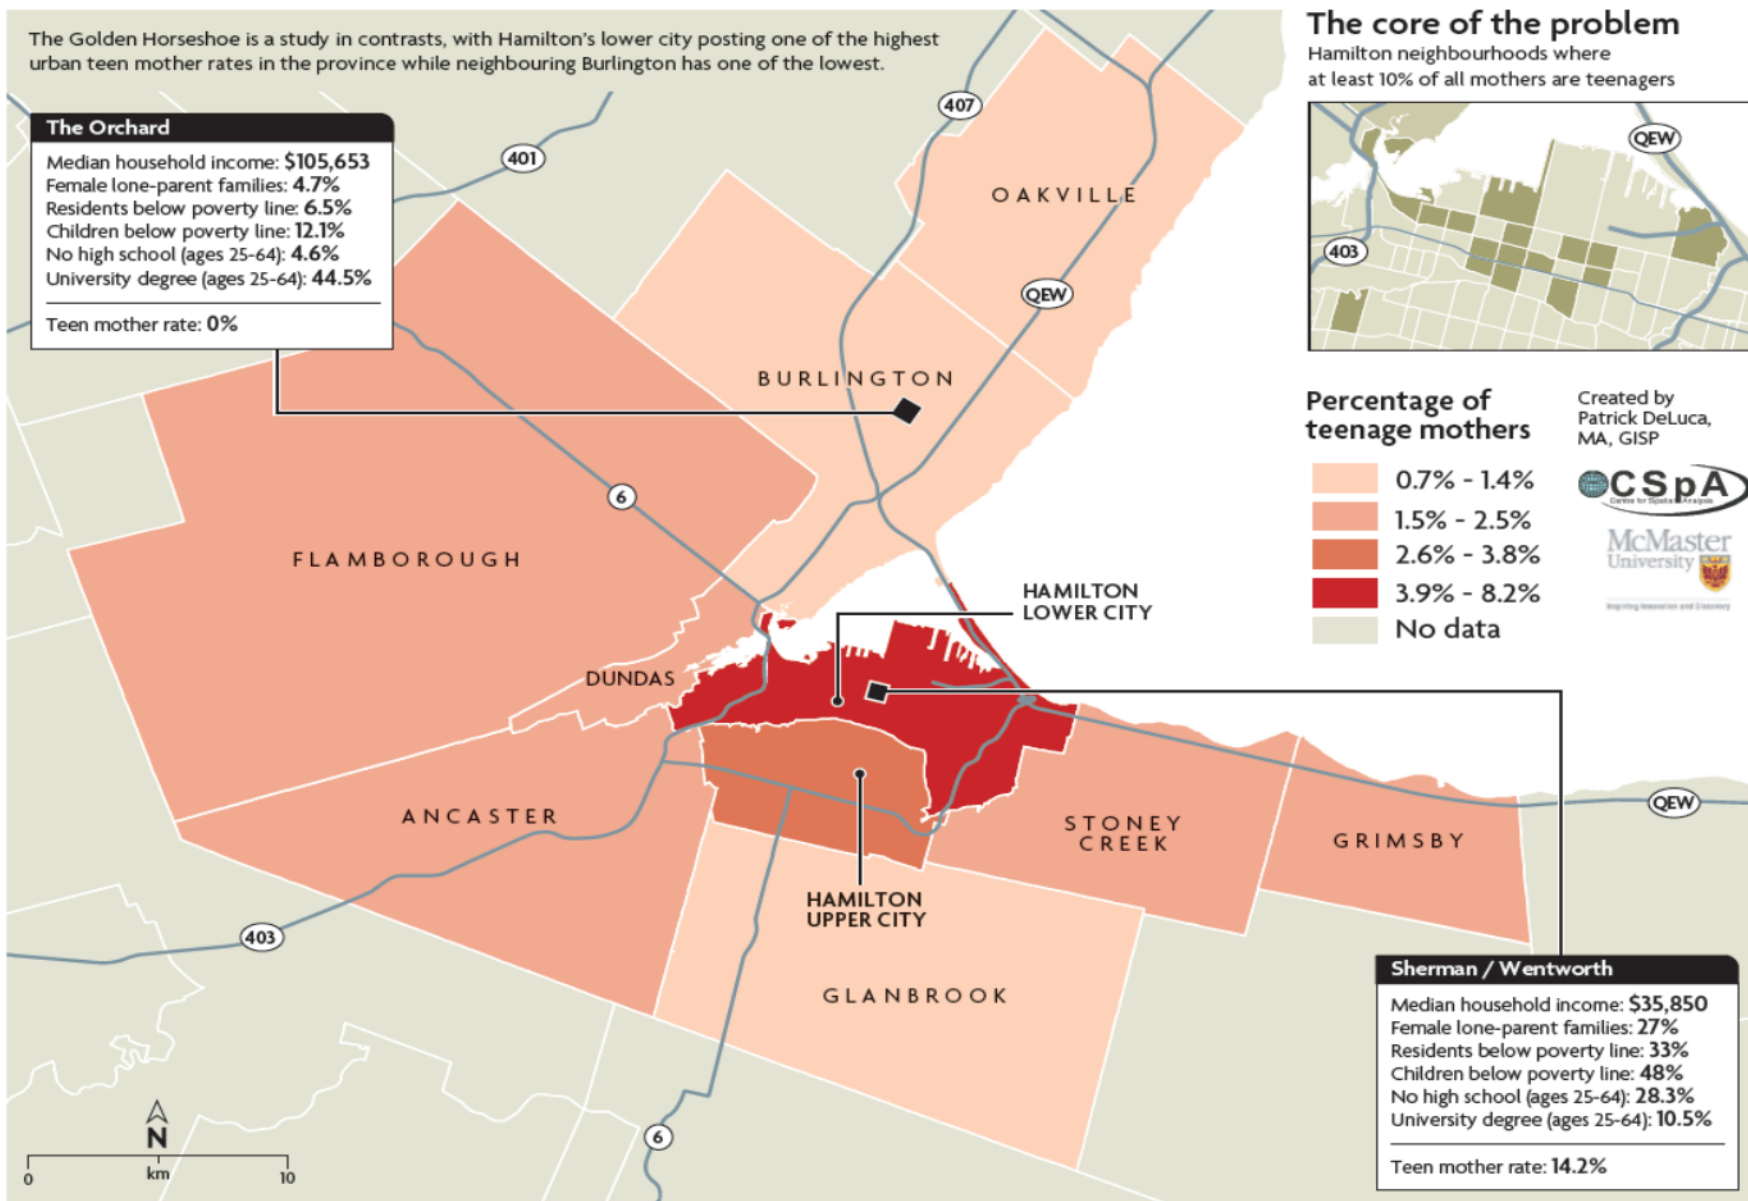 The Golden Horseshoe is a study in contrasts, with Hamilton's lower city posting one of the highest
urban teen mother rates in the province while neighbouring Burlington has one of the lowest.
The core of the problem
Hamilton neighbourhoods where
at least 10% of all mothers are teenagers
QEW
403
The Orchard
Median household income: $105,653
Female lone-parent families: 4.7%
Residents below poverty line: 6.5%
Children below poverty line: 12.1%
No high school (ages 25-64): 4.6%
University degree (ages 25-64): 44.5%
Teen mother rate: 0%
401
407
OAKVILLE
QEW
BURLINGTON
6
FLAMBOROUGH
HAMILTON
LOWER CITY
DUNDAS
ANCASTER
STONEY
CREEK
GRIMSBY
QEW
HAMILTON
UPPER CITY
403
GLANBROOK
6
Percentage of
teenage mothers
0.7% - 1.4%
1.5% - 2.5%
2.6% - 3.8%
3.9% - 8.2%
No data
Created by
Patrick DeLuca,
MA, GISP
CSpA
Centre for Spatial Analysis
McMaster
University
Inspiring Innovation and Discovery
Sherman / Wentworth
Median household income: $35,850
Female lone-parent families: 27%
Residents below poverty line: 33%
Children below poverty line: 48%
No high school (ages 25-64): 28.3%
University degree (ages 25-64): 10.5%
Teen mother rate: 14.2%
N
0
km
10